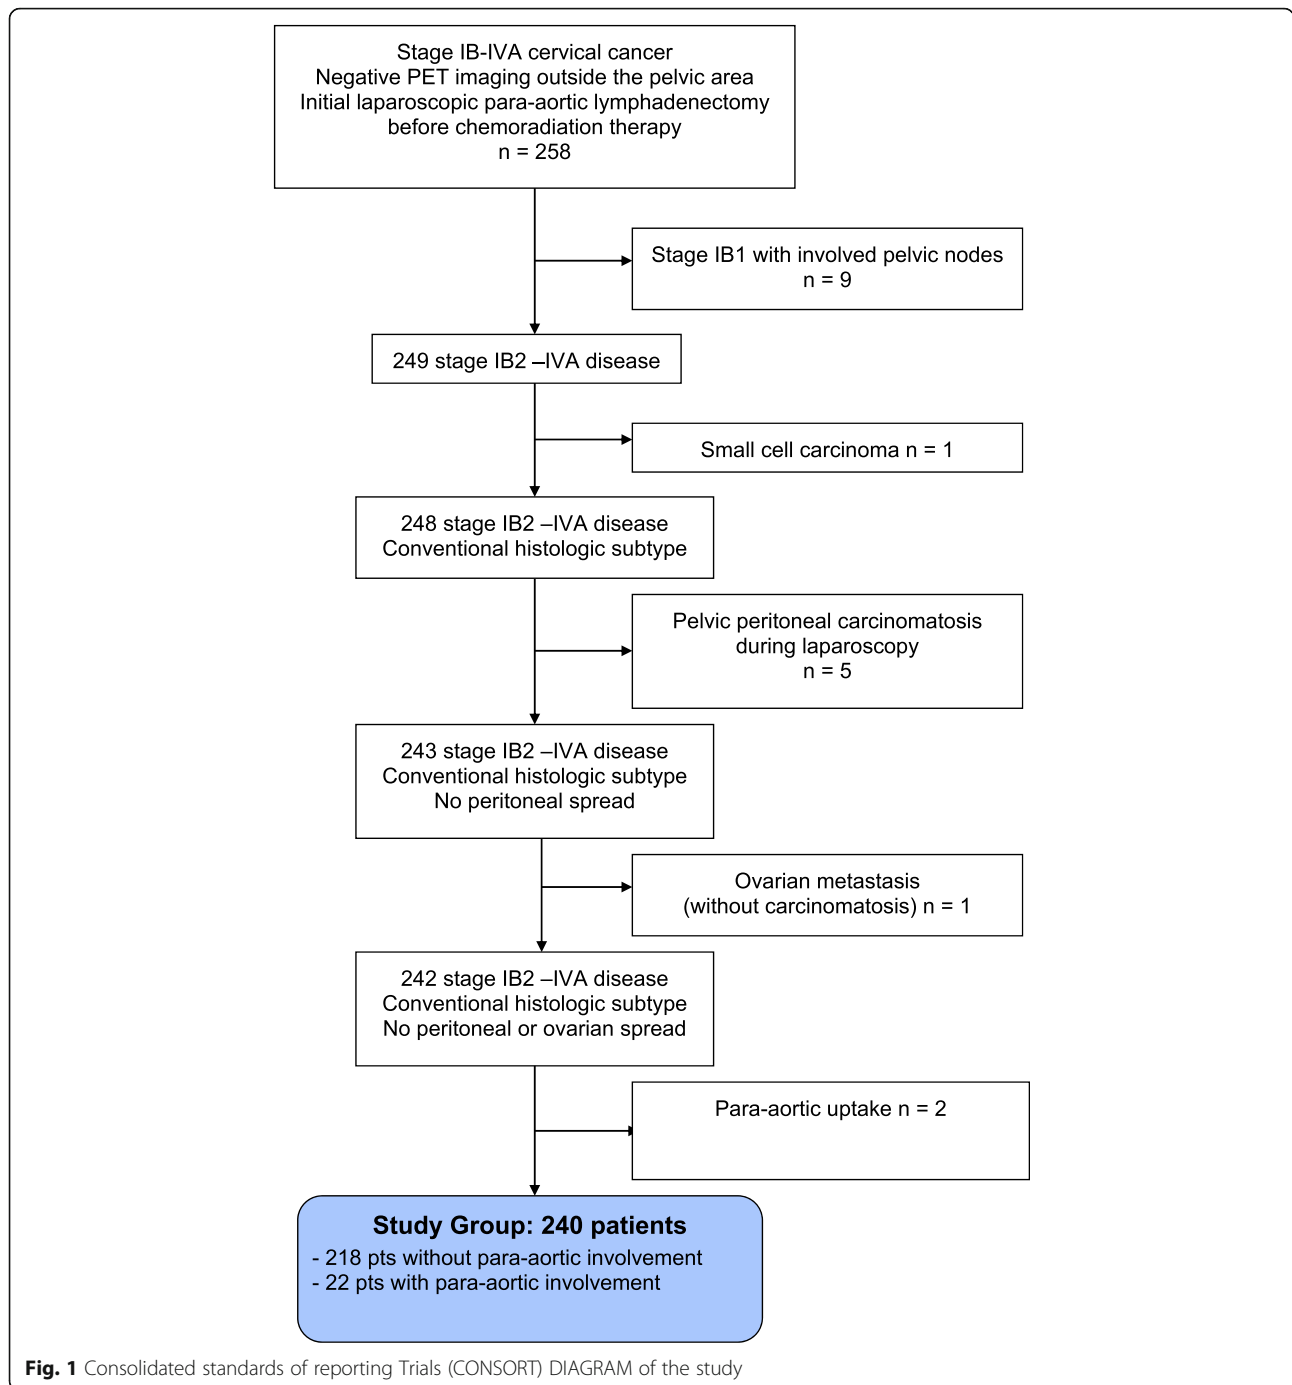 Stage IB-IVA cervical cancer
Negative PET imaging outside the pelvic area
Initial laparoscopic para-aortic lymphadenectomy
before chemoradiation therapy
n = 258
Stage IB1 with involved pelvic nodes
n = 9
249 stage IB2 –IVA disease
Small cell carcinoma n = 1
248 stage IB2 –IVA disease
Conventional histologic subtype
Pelvic peritoneal carcinomatosis
during laparoscopy
n = 5
243 stage IB2 –IVA disease
Conventional histologic subtype
No peritoneal spread
Ovarian metastasis
(without carcinomatosis) n = 1
242 stage IB2 –IVA disease
Conventional histologic subtype
No peritoneal or ovarian spread
Para-aortic uptake n = 2
Study Group: 240 patients
- 218 pts without para-aortic involvement
- 22 pts with para-aortic involvement
Fig. 1 Consolidated standards of reporting Trials (CONSORT) DIAGRAM of the study